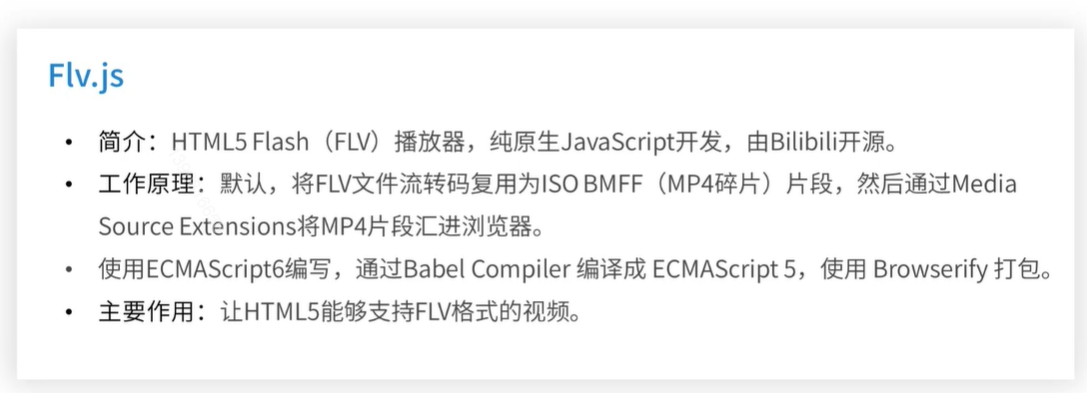 Flv.js
• 简介：HTML5 Flash（FLV）播放器，纯原生JavaScript开发，由Bilibili开源。
• 工作原理：默认，将FLV文件流转码复用为ISO BMFF（MP4碎片）片段，然后通过Media
Source Extensions将MP4片段汇进浏览器。
• 使用ECMAScript6编写，通过Babel Compiler 编译成 ECMAScript 5，使用 Browserify 打包。
• 主要作用：让HTML5能够支持FLV格式的视频。